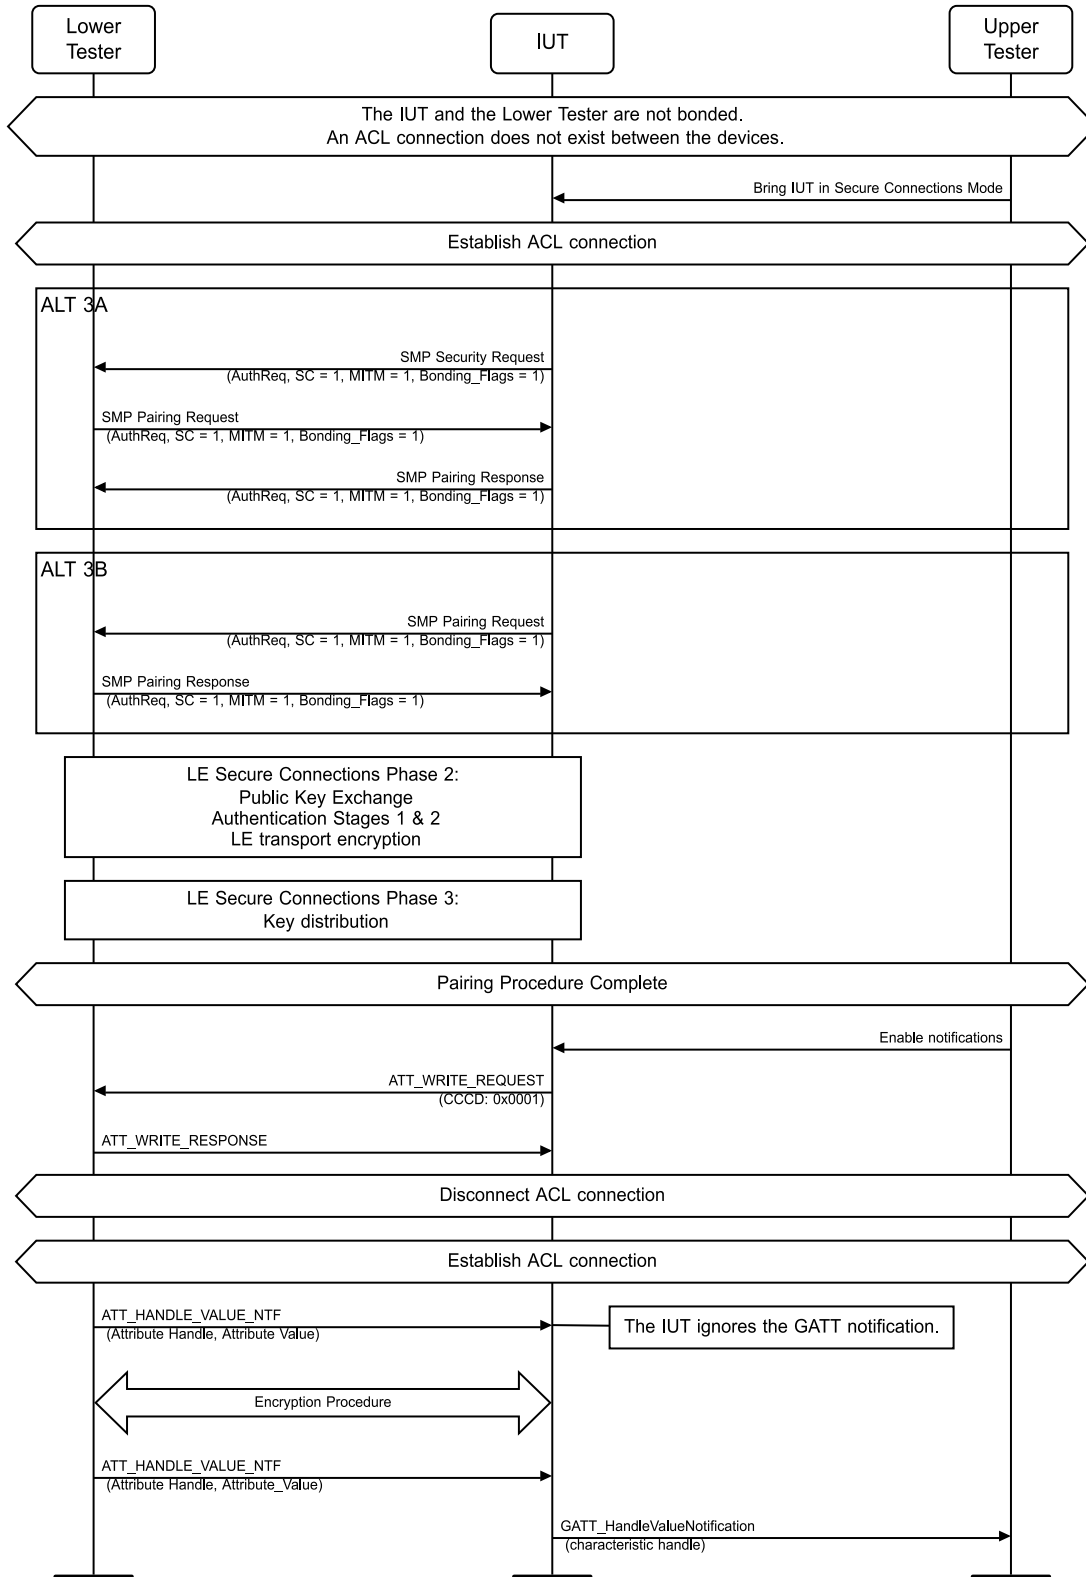 Lower
Tester
IUT
Upper
Tester
The IUT and the Lower Tester are not bonded.
An ACL connection does not exist between the devices.
Bring IUT in Secure Connections Mode
Establish ACL connection
ALT 3A
SMP Security Request
(AuthReq, SC = 1, MITM = 1, Bonding_Flags = 1)
SMP Pairing Request
(AuthReq, SC = 1, MITM = 1, Bonding_Flags = 1)
SMP Pairing Response
(AuthReq, SC = 1, MITM = 1, Bonding_Flags = 1)
ALT 3B
SMP Pairing Request
(AuthReq, SC = 1, MITM = 1, Bonding_Flags = 1)
SMP Pairing Response
(AuthReq, SC = 1, MITM = 1, Bonding_Flags = 1)
LE Secure Connections Phase 2:
Public Key Exchange
Authentication Stages 1 & 2
LE transport encryption
LE Secure Connections Phase 3:
Key distribution
Pairing Procedure Complete
Enable notifications
ATT_WRITE_REQUEST
(CCCD: 0x0001)
ATT_WRITE_RESPONSE
Disconnect ACL connection
Establish ACL connection
ATT_HANDLE_VALUE_NTF
(Attribute Handle, Attribute Value)
The IUT ignores the GATT notification.
Encryption Procedure
ATT_HANDLE_VALUE_NTF
(Attribute Handle, Attribute_Value)
GATT_HandleValueNotification
(characteristic handle)